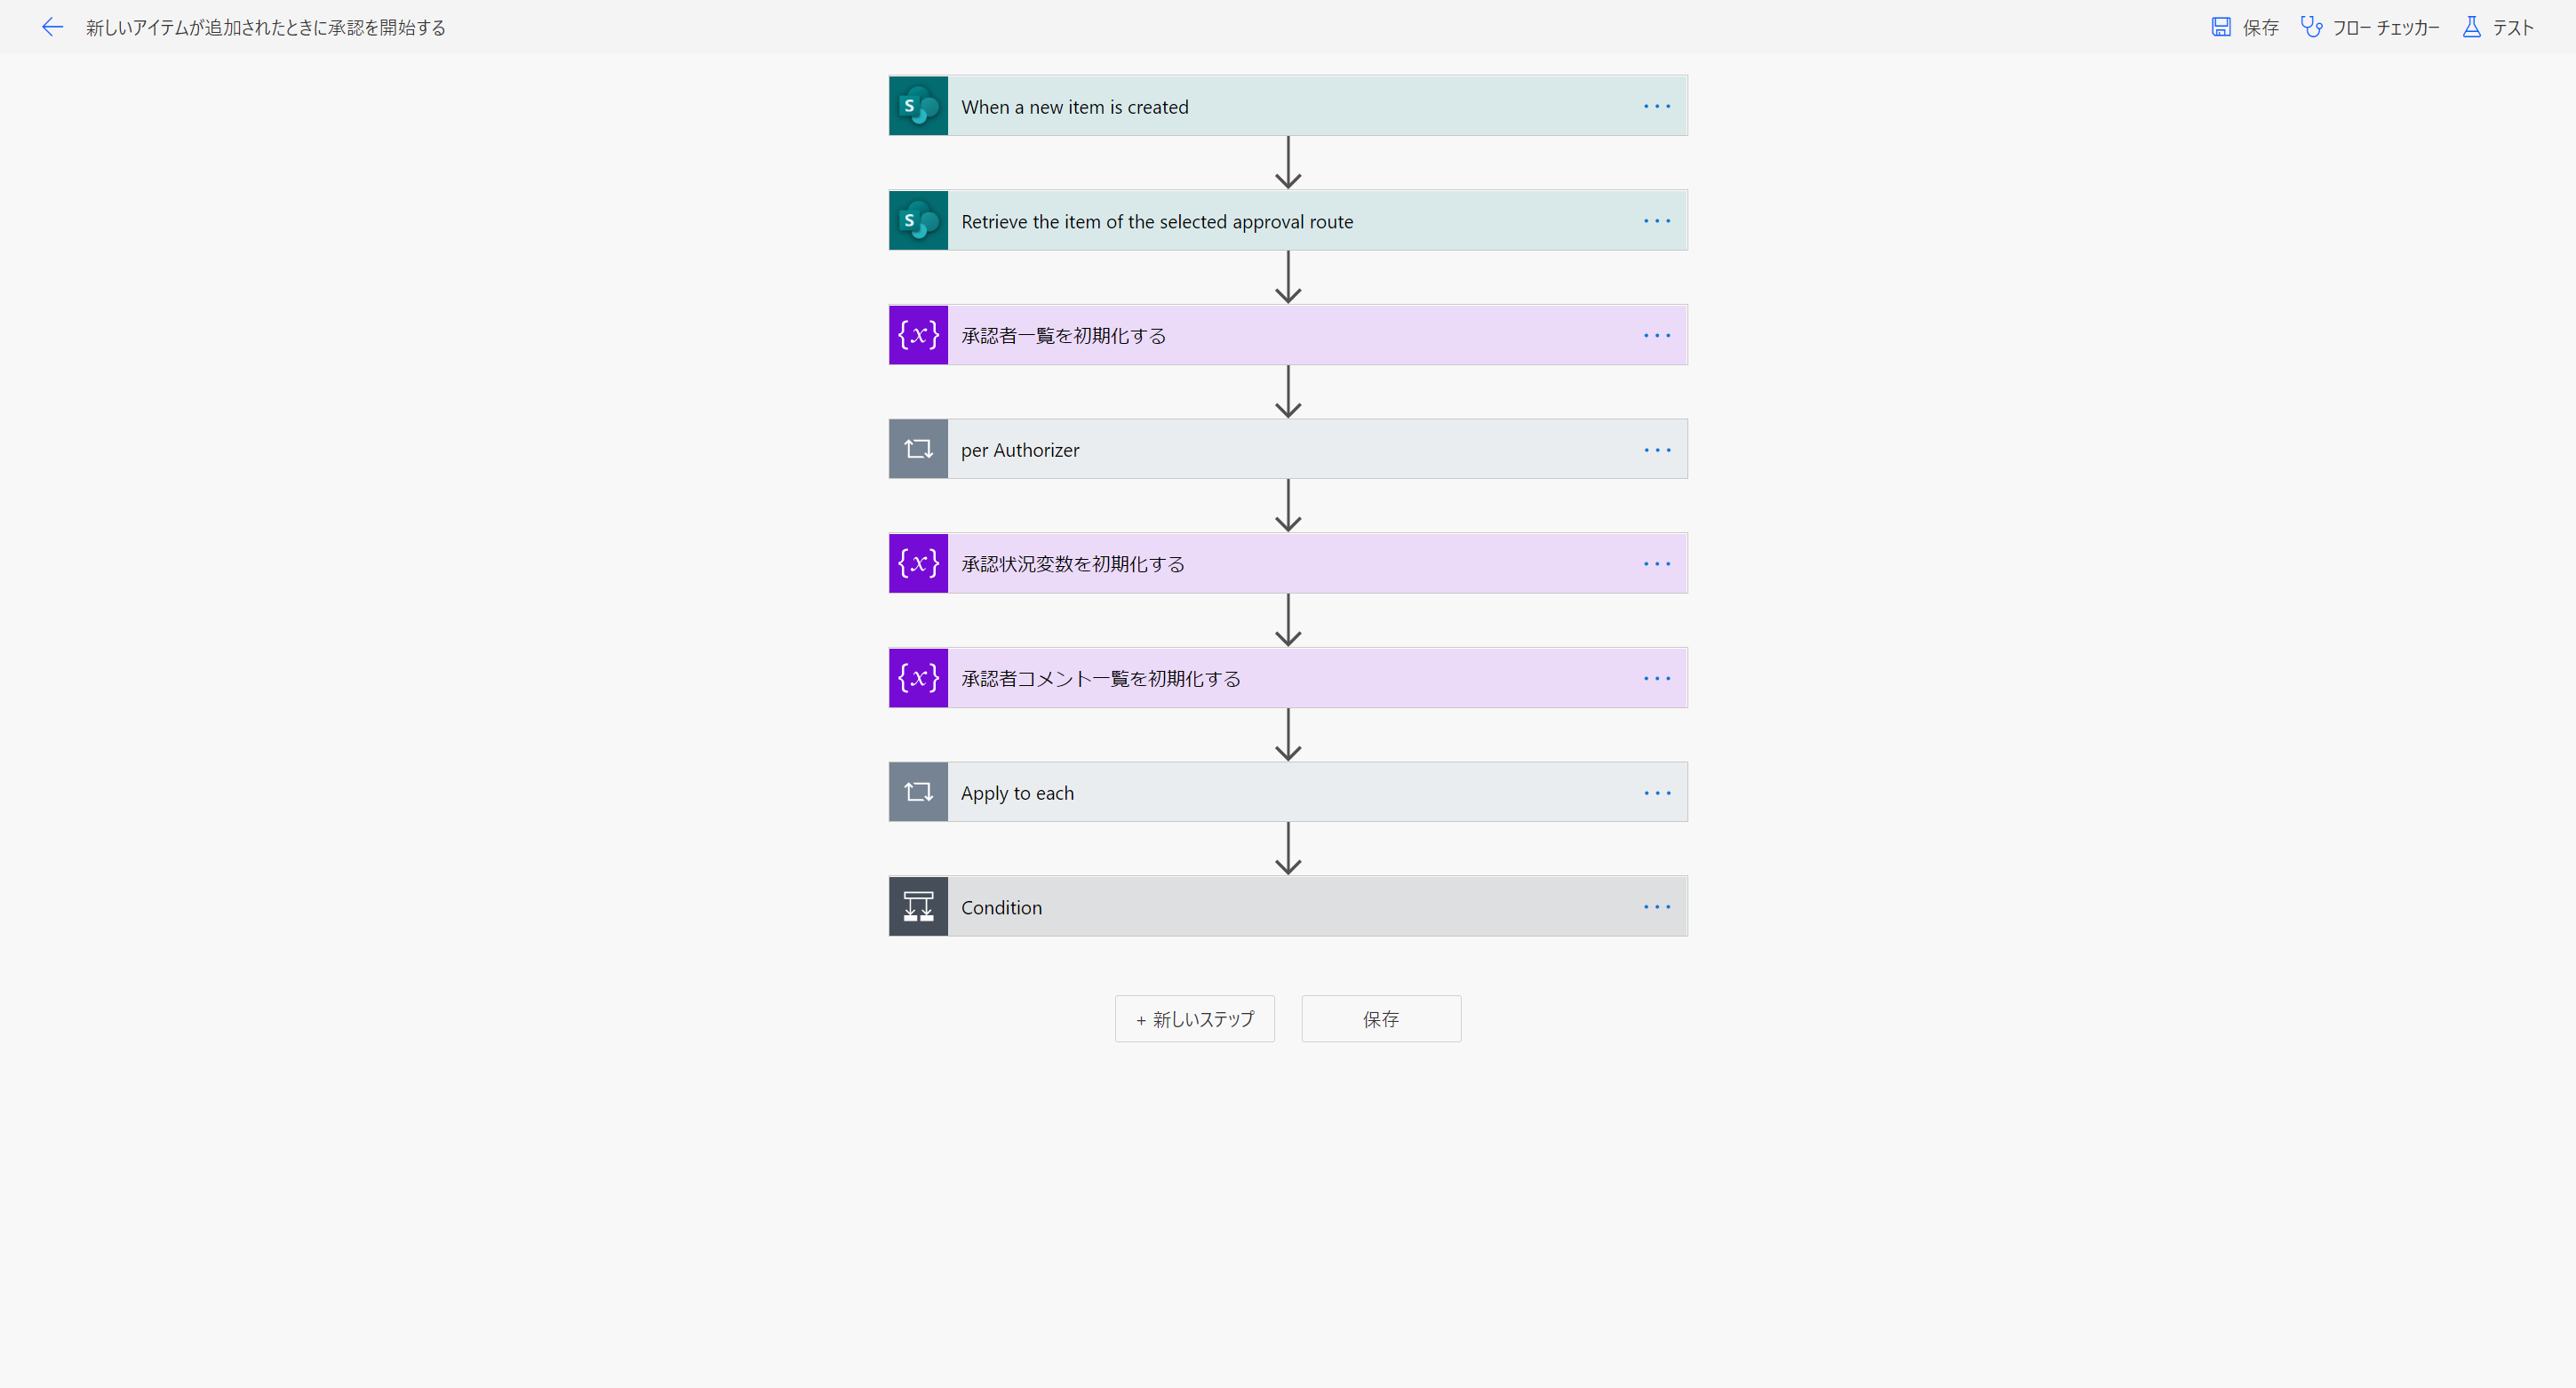 新しいアイテムが追加されたときに承認を開始する
保存
フロー チェッカー
テスト
When a new item is created
Retrieve the item of the selected approval route
承認者一覧を初期化する
per Authorizer
承認状況変数を初期化する
承認者コメント一覧を初期化する
Apply to each
Condition
+ 新しいステップ
保存